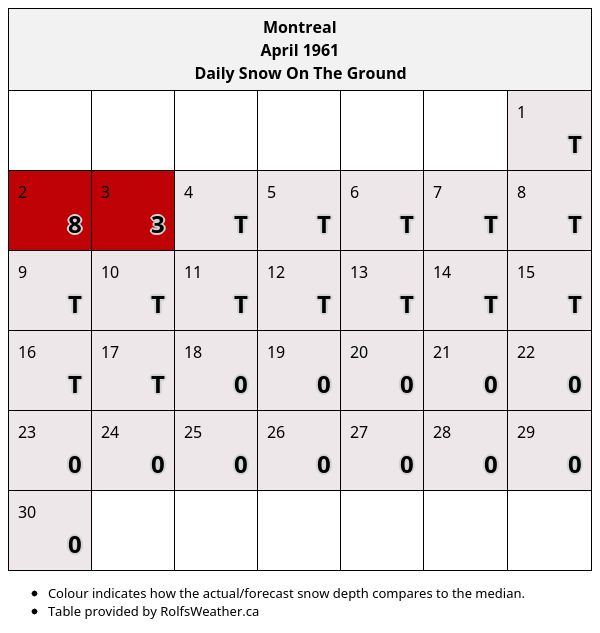 Montreal
April 1961
Daily Snow On The Ground
1
T
2 3 4 5 6 7 8
8 3 T T T T T
9 10 11 12 13 14 15
T T T T T T T
16 17 18 19 20 21 22
T T 0 0 0 0 0
23 24 25 26 27 28 29
0 0 0 0 0 0 0
30
0
• Colour indicates how the actual/forecast snow depth compares to the median.
• Table provided by RolfsWeather.ca